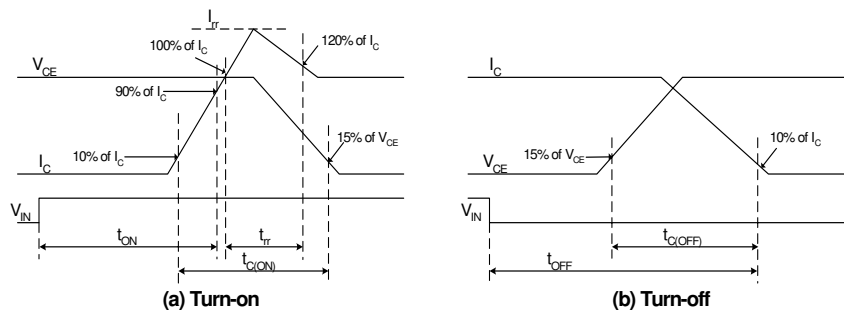 I_rr
100% of I_C
120% of I_C
V_CE
90% of I_C
10% of I_C
15% of V_CE
I_C
V_IN
t_ON
t_rr
t_C(ON)
(a) Turn-on
I_C
15% of V_CE
10% of I_C
V_CE
V_IN
t_C(OFF)
t_OFF
(b) Turn-off